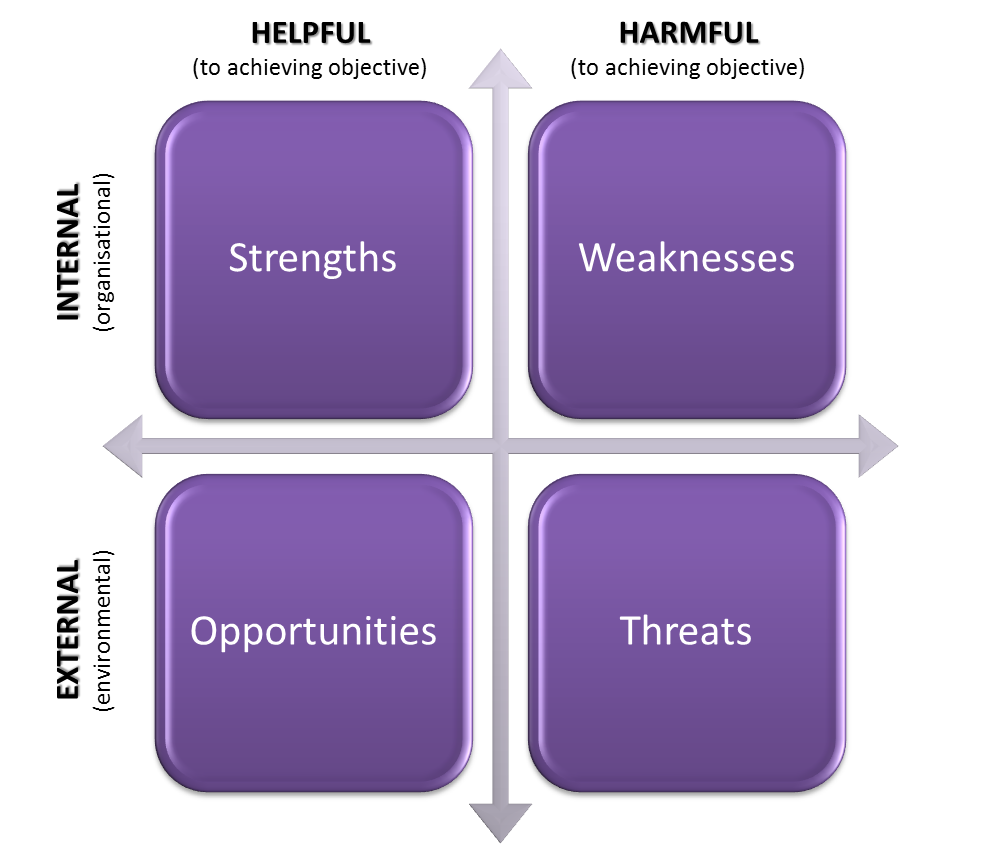 HELPFUL
(to achieving objective)
HARMFUL
(to achieving objective)
INTERNAL
(organisational)
Strengths
Weaknesses
EXTERNAL
(environmental)
Opportunities
Threats